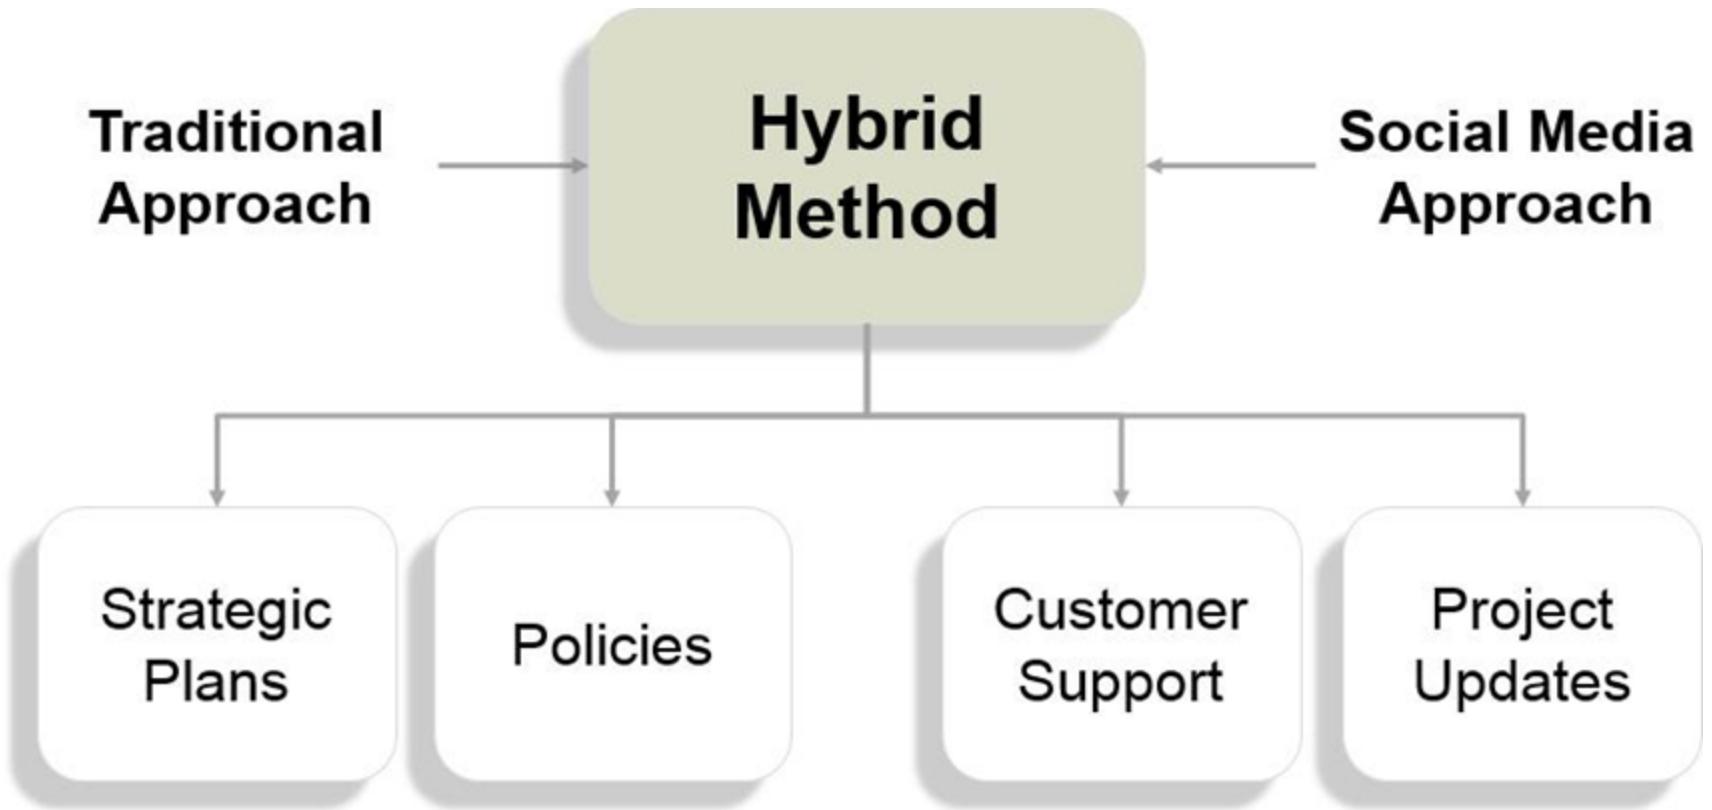 Traditional
Approach
Hybrid
Method
Social Media
Approach
Strategic
Plans
Policies
Customer
Support
Project
Updates